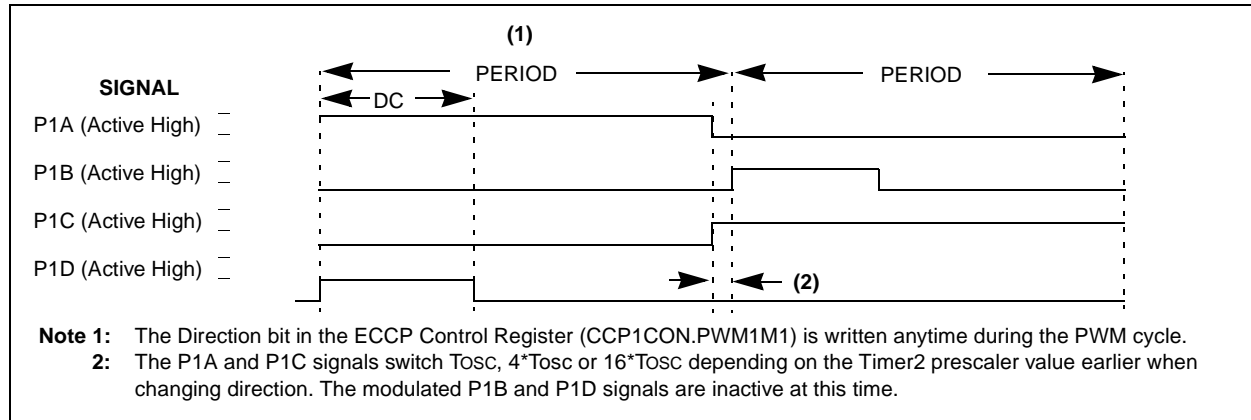 (1)
PERIOD PERIOD
SIGNAL
DC
P1A (Active High)
P1B (Active High)
P1C (Active High)
P1D (Active High)
(2)
Note 1: The Direction bit in the ECCP Control Register (CCP1CON.PWM1M1) is written anytime during the PWM cycle.
2: The P1A and P1C signals switch TOSC, 4*Tosc or 16*TOSC depending on the Timer2 prescaler value earlier when
changing direction. The modulated P1B and P1D signals are inactive at this time.